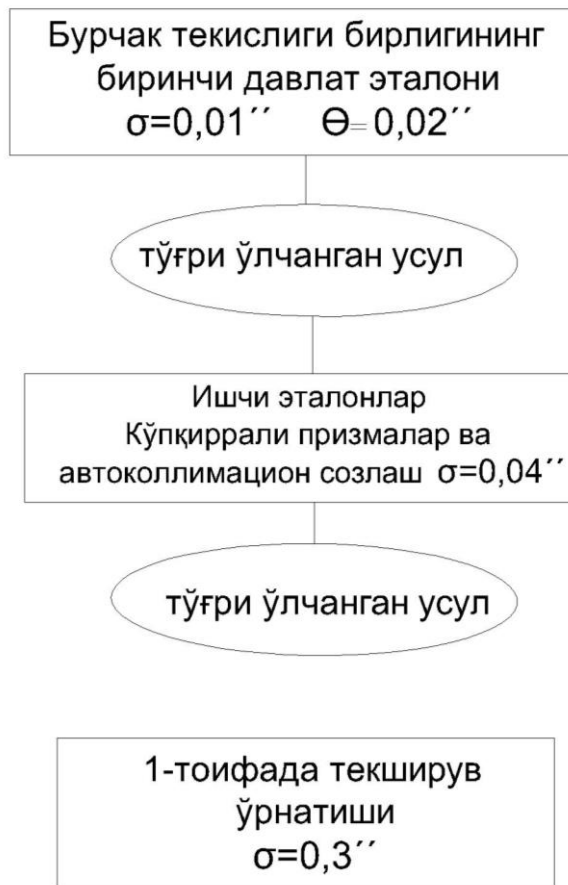 Бурчак текислиги бирлигининг
биринчи давлат эталони
σ=0,01´´ Ѳ=0,02´´
тўғри ўлчанган усул
Ишчи эталонлар
Кўпқиррали призмалар ва
автоколлимацион созлаш σ=0,04´´
тўғри ўлчанган усул
1-тоифада текширув
ўрнатиши
σ=0,3´´